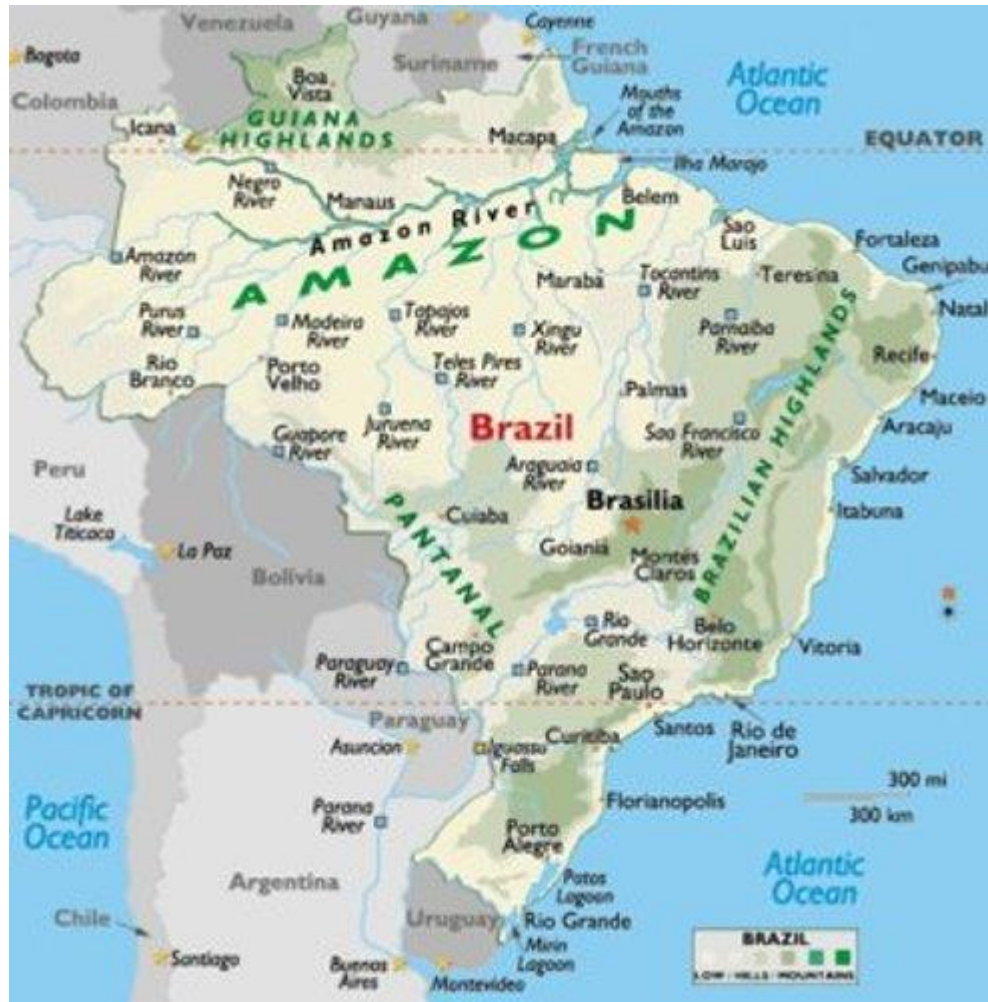 Venezuela
Guyana
Cayenne
Bogota
Suriname
French
Guiana
Colombia
Boa
Vista
Atlantic
Ocean
Mouths
of the
Amazon
GUIANA
HIGHLANDS
Icana
Macapa
EQUATOR
Ilha Marajo
Negro
River
Manaus
Belem
Amazon River
AMAZON
Sao
Luis
Fortaleza
Amazon
River
Genipabu
Maraba
Tocantins
River
Teresina
Purus
River
Madeira
River
Tapajos
River
Xingu
River
Parnaiba
River
Natal
Rio
Branco
Porto
Velho
Teles Pires
River
Recife
Palmas
Maceio
Juruena
River
Brazil
Sao Francisco
River
BRAZILIAN HIGHLANDS
Aracaju
Guapore
River
Peru
Araguaia
River
Salvador
Brasilia
PANTANAL
Cuiaba
Itabuna
Lake
Titicaca
La Paz
Goiania
Montes
Claros
Bolivia
Rio
Grande
Belo
Horizonte
Campo
Grande
Vitoria
Paraguay
River
Parana
River
Sao
Paulo
TROPIC OF
CAPRICORN
Paraguay
Santos
Rio de
Janeiro
Asuncion
Iguassu
Falls
Curitiba
300 mi
300 km
Pacific
Ocean
Parana
River
Florianopolis
Porto
Alegre
Atlantic
Ocean
Argentina
Patos
Lagoon
Chile
Uruguay
Rio Grande
Mirin
Lagoon
Santiago
Buenos
Aires
Montevideo
BRAZIL
LOW / HILLS / MOUNTAINS